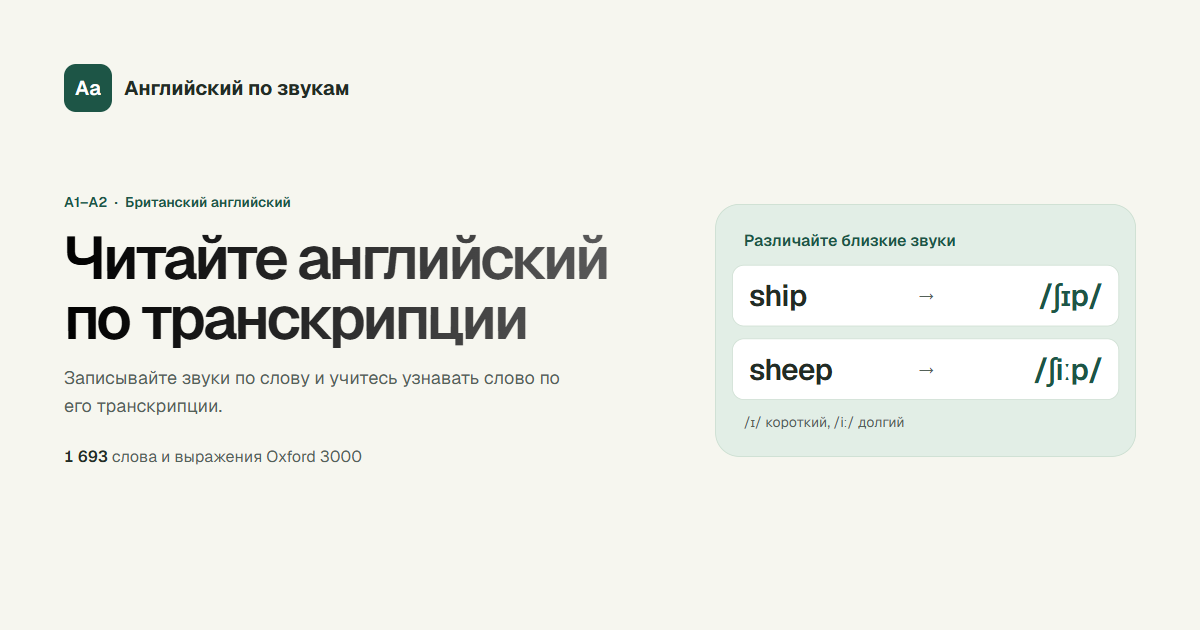 Aa
Английский по звукам
A1–A2 · Британский английский
Читайте английский
по транскрипции
Записывайте звуки по слову и учитесь узнавать слово по
его транскрипции.
1 693 слова и выражения Oxford 3000
Различайте близкие звуки
ship → /ʃɪp/
sheep → /ʃiːp/
/ɪ/ короткий, /iː/ долгий